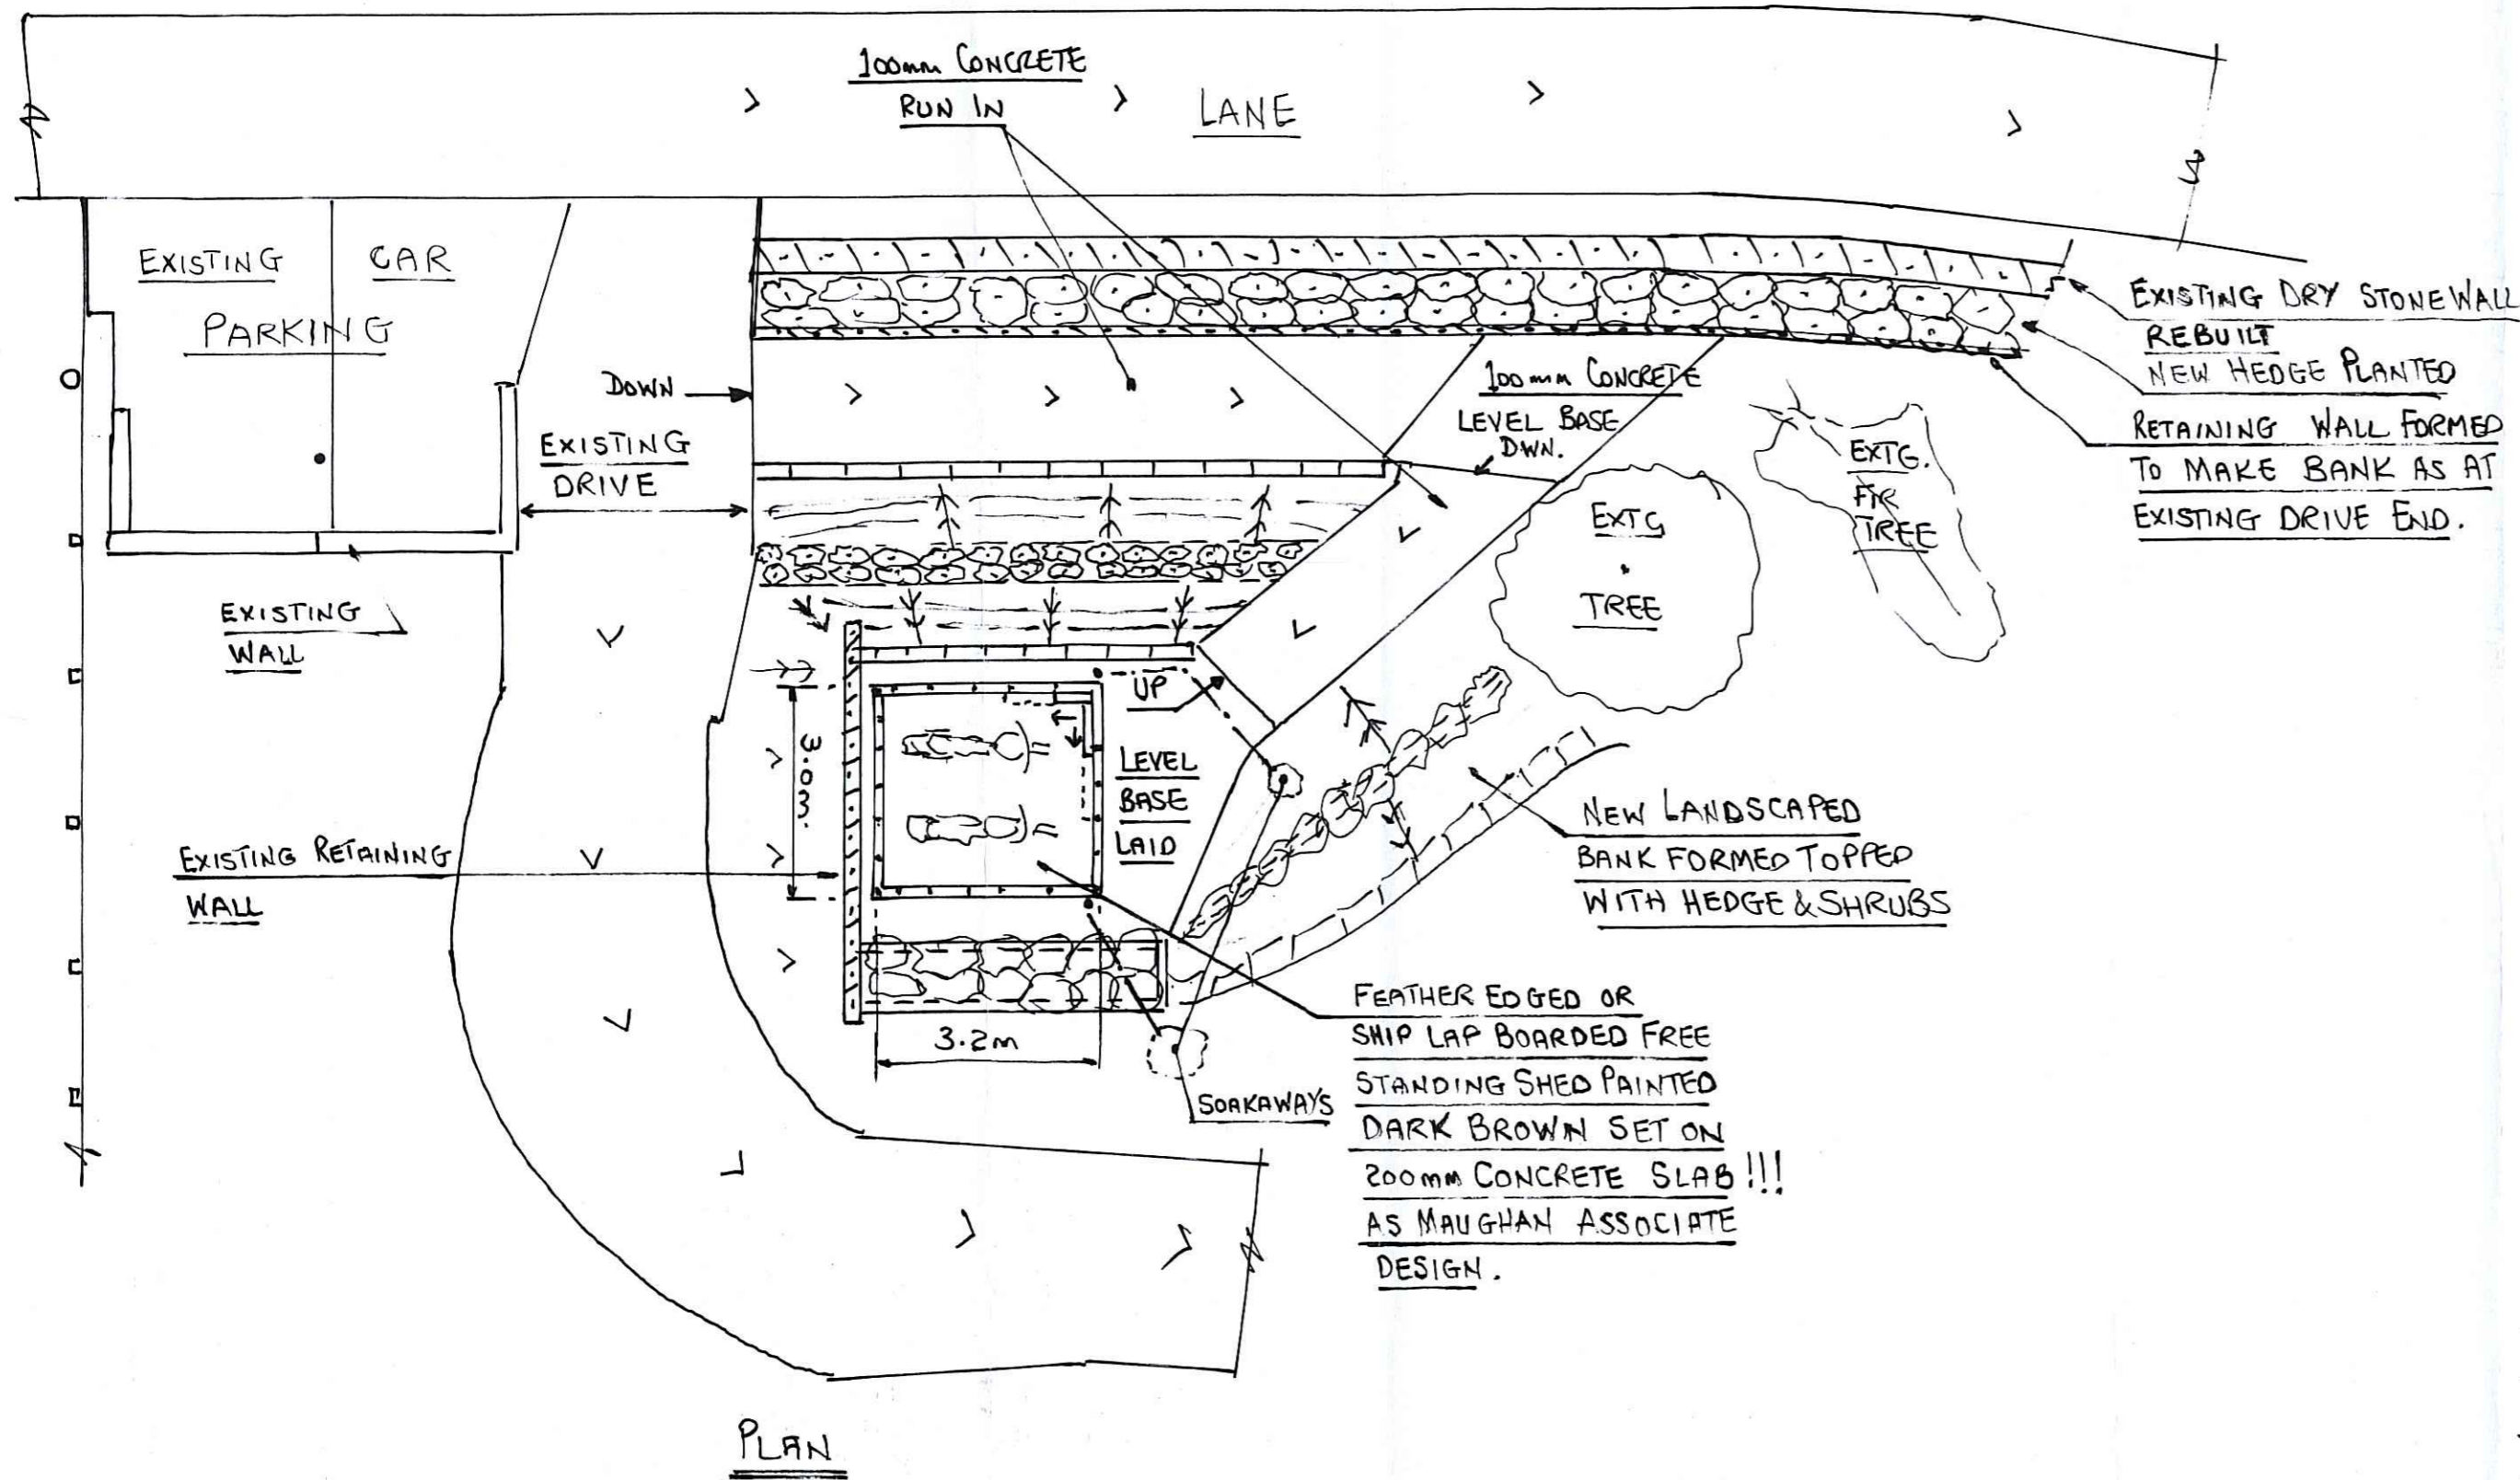 100mm CONCRETE
RUN IN
LANE
EXISTING CAR
PARKING
EXISTING DRY STONE WALL
REBUILT
NEW HEDGE PLANTED
RETAINING WALL FORMED
TO MAKE BANK AS AT
EXISTING DRIVE END.
DOWN
100mm CONCRETE
LEVEL BASE
DWN.
EXISTING
DRIVE
EXTG.
FIR
TREE
EXTG
TREE
EXISTING
WALL
UP
3.0m.
LEVEL
BASE
LAID
EXISTING RETAINING
WALL
NEW LANDSCAPED
BANK FORMED TOPPED
WITH HEDGE & SHRUBS
3.2m
SOAKAWAYS
FEATHER EDGED OR
SHIP LAP BOARDED FREE
STANDING SHED PAINTED
DARK BROWN SET ON
200mm CONCRETE SLAB !!!
AS MAUGHAN ASSOCIATE
DESIGN.
PLAN